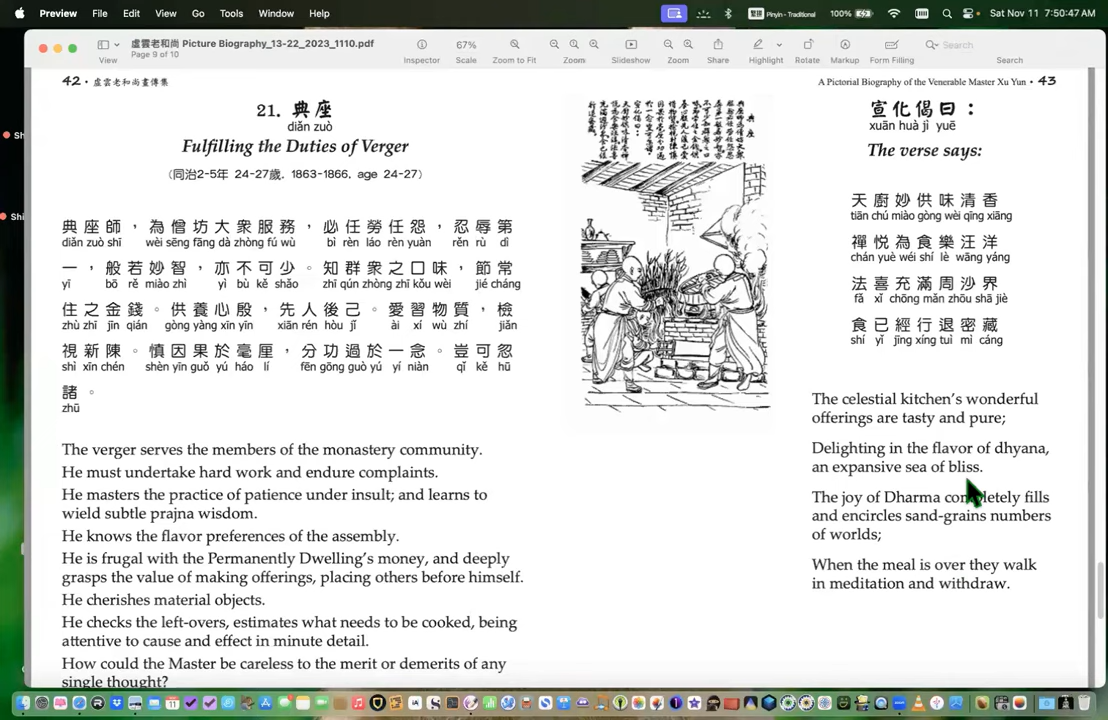 Preview File Edit View Go Tools Window Help
100% Pinyin - Traditional Sat Nov 11 7:50:47 AM
虛雲老和尚 Picture Biography_13-22_2023_1110.pdf
Page 9 of 10
67%
Search
View Inspector Scale Zoom to Fit Zoom Slideshow Zoom Share Highlight Rotate Markup Form Filling Search
42 • 虛雲老和尚畫傳集
21. 典座
diǎn zuò
Fulfilling the Duties of Verger
(同治2-5年 24-27歲. 1863-1866. age 24-27)
典座師，為僧坊大衆服務，必任勞任怨，忍辱第
diǎn zuò shī wèi sēng fāng dà zhòng fú wù bì rèn láo rèn yuàn rěn rù dì
一，般若妙智，亦不可少。知群衆之口味，節常
yī bō rě miào zhì yì bù kě shǎo zhī qún zhòng zhī kǒu wèi jié cháng
住之金錢。供養心殷，先人後己。愛習物質，檢
zhù zhī jīn qián gòng yàng xīn yīn xiān rén hòu jǐ ài xí wù zhí jiǎn
視新陳。慎因果於毫厘，分功過於一念。豈可忽
shì xīn chén shèn yīn guǒ yú háo lí fēn gōng guò yú yí niàn qǐ kě hū
諸。
zhū
The verger serves the members of the monastery community.
He must undertake hard work and endure complaints.
He masters the practice of patience under insult; and learns to
wield subtle prajna wisdom.
He knows the flavor preferences of the assembly.
He is frugal with the Permanently Dwelling's money, and deeply
grasps the value of making offerings, placing others before himself.
He cherishes material objects.
He checks the left-overs, estimates what needs to be cooked, being
attentive to cause and effect in minute detail.
How could the Master be careless to the merit or demerits of any
single thought?
A Pictorial Biography of the Venerable Master Xu Yun • 43
宣化偈曰：
xuān huà jì yuē
The verse says:
天廚妙供味清香
tiān chú miào gòng wèi qīng xiāng
禪悅為食樂汪洋
chán yuè wéi shí lè wāng yáng
法喜充滿周沙界
fǎ xǐ chōng mǎn zhōu shā jiè
食已經行退密藏
shí yǐ jīng xíng tuì mì cáng
The celestial kitchen's wonderful
offerings are tasty and pure;
Delighting in the flavor of dhyana,
an expansive sea of bliss.
The joy of Dharma completely fills
and encircles sand-grains numbers
of worlds;
When the meal is over they walk
in meditation and withdraw.